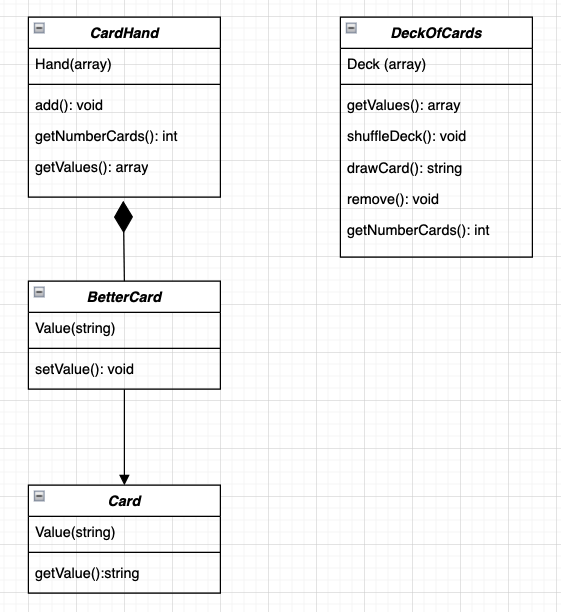 CardHand
Hand(array)
add(): void
getNumberCards(): int
getValues(): array
DeckOfCards
Deck (array)
getValues(): array
shuffleDeck(): void
drawCard(): string
remove(): void
getNumberCards(): int
BetterCard
Value(string)
setValue(): void
Card
Value(string)
getValue():string